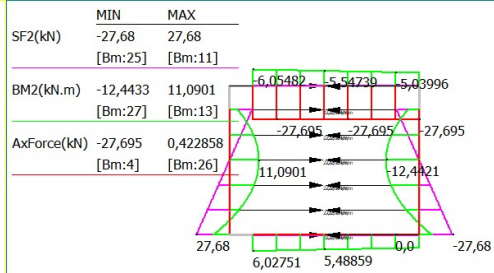 MIN MAX
SF2(kN) -27,68 27,68
[Bm:25] [Bm:11]
BM2(kN.m) -12,4433 11,0901
[Bm:27] [Bm:13]
AxForce(kN) -27,695 0,422858
[Bm:4] [Bm:26]
-6,05482 -5,54739 -5,03996
-27,695 -27,695 -27,695
11,0901 -12,4421
27,68 0,0 -27,68
6,02751 5,48859